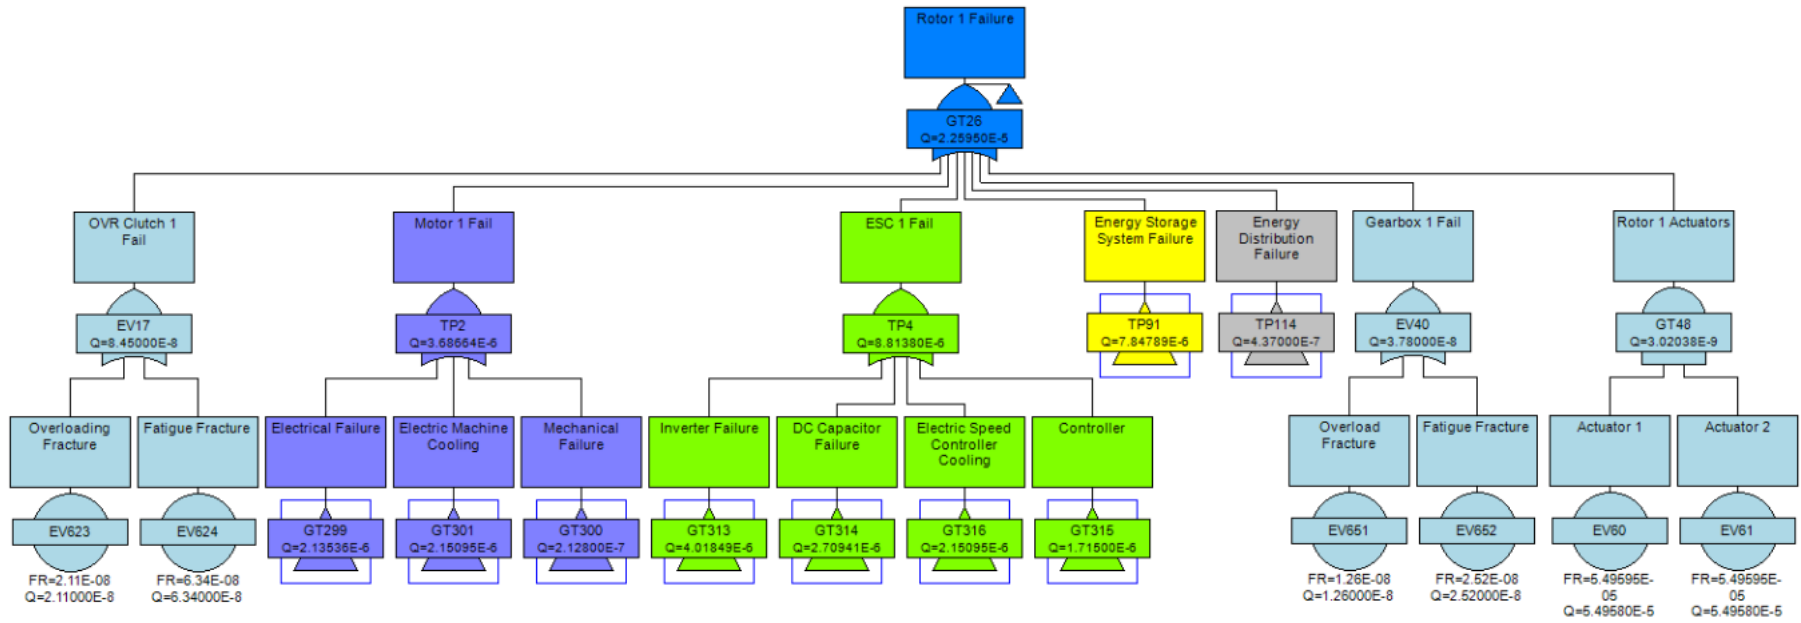 Rotor 1 Failure
GT26
Q=2.25950E-5
OVR Clutch 1
Fail
Motor 1 Fail
ESC 1 Fail
Energy Storage
System Failure
Energy
Distribution
Failure
Gearbox 1 Fail
Rotor 1 Actuators
EV17
Q=8.45000E-8
TP2
Q=3.68664E-6
TP4
Q=8.81380E-6
TP91
Q=7.84789E-6
TP114
Q=4.37000E-7
EV40
Q=3.78000E-8
GT48
Q=3.02038E-9
Overloading
Fracture
Fatigue Fracture
Electrical Failure
Electric Machine
Cooling
Mechanical
Failure
Inverter Failure
DC Capacitor
Failure
Electric Speed
Controller
Cooling
Controller
Overload
Fracture
Fatigue Fracture
Actuator 1
Actuator 2
EV623
FR=2.11E-08
Q=2.11000E-8
EV624
FR=6.34E-08
Q=6.34000E-8
GT299
Q=2.13536E-6
GT301
Q=2.15095E-6
GT300
Q=2.12800E-7
GT313
Q=4.01849E-6
GT314
Q=2.70941E-6
GT316
Q=2.15095E-6
GT315
Q=1.71500E-6
EV651
FR=1.26E-08
Q=1.26000E-8
EV652
FR=2.52E-08
Q=2.52000E-8
EV60
FR=5.49595E-
05
Q=5.49580E-5
EV61
FR=5.49595E-
05
Q=5.49580E-5